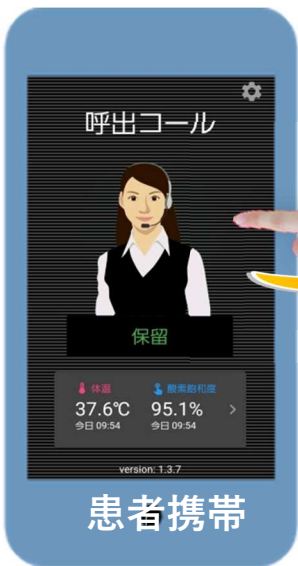 呼出コール
保留
体温 酸素飽和度
37.6℃ 95.1%
今日 09:54 今日 09:54
version: 1.3.7
患者携帯